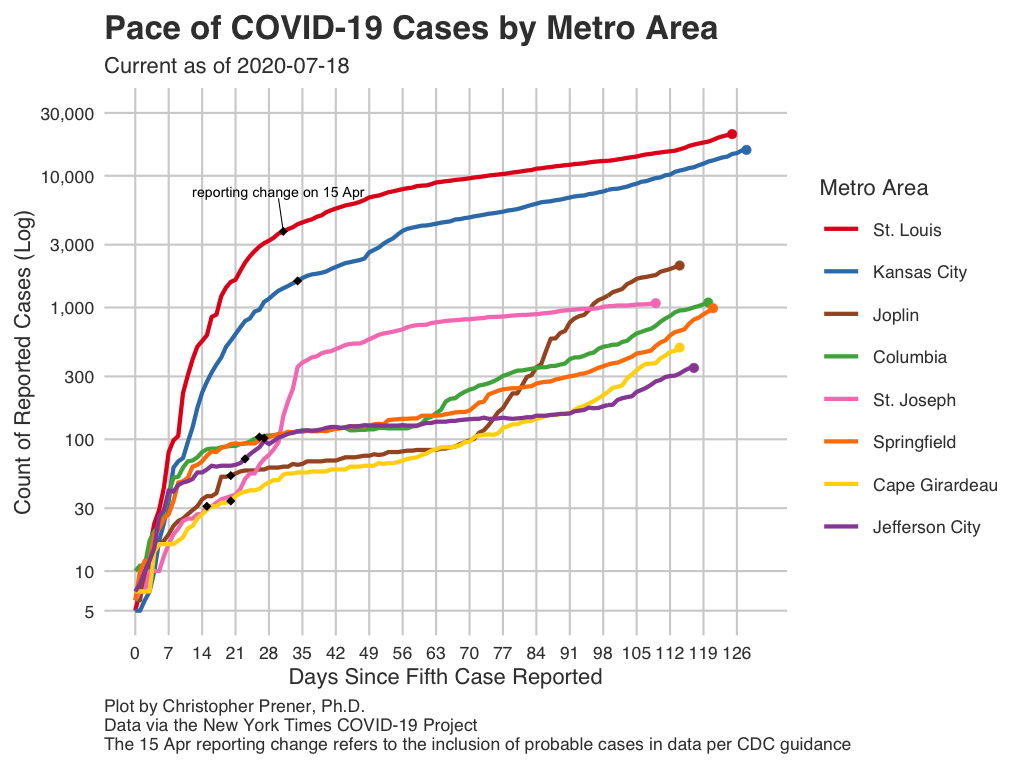 Pace of COVID-19 Cases by Metro Area
Current as of 2020-07-18
Count of Reported Cases (Log)
30,000
10,000
3,000
1,000
300
100
30
10
5
reporting change on 15 Apr
0 7 14 21 28 35 42 49 56 63 70 77 84 91 98 105 112 119 126
Days Since Fifth Case Reported
Metro Area
St. Louis
Kansas City
Joplin
Columbia
St. Joseph
Springfield
Cape Girardeau
Jefferson City
Plot by Christopher Prener, Ph.D.
Data via the New York Times COVID-19 Project
The 15 Apr reporting change refers to the inclusion of probable cases in data per CDC guidance